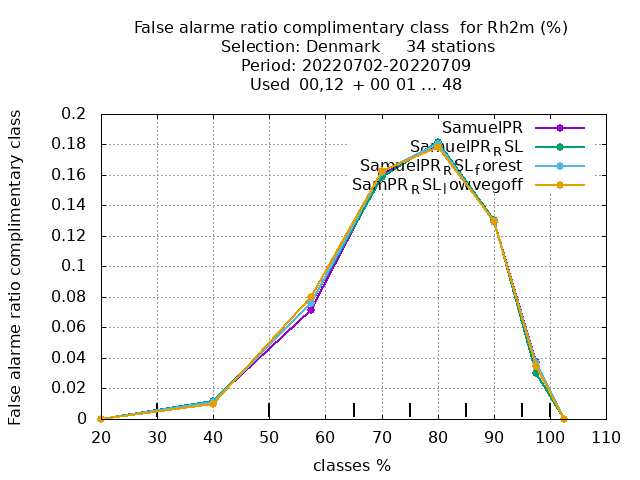 False alarme ratio complimentary class  for Rh2m (%)
Selection: Denmark     34 stations
Period: 20220702-20220709
Used  00,12  + 00 01 ... 48
False alarme ratio complimentary class
0.2
0.18
0.16
0.14
0.12
0.1
0.08
0.06
0.04
0.02
0
SamuelPR
SamuelPR_RSL
SamuelPR_RSL_forest
SamPR_RSL_lowvegoff
20 30 40 50 60 70 80 90 100 110
classes %